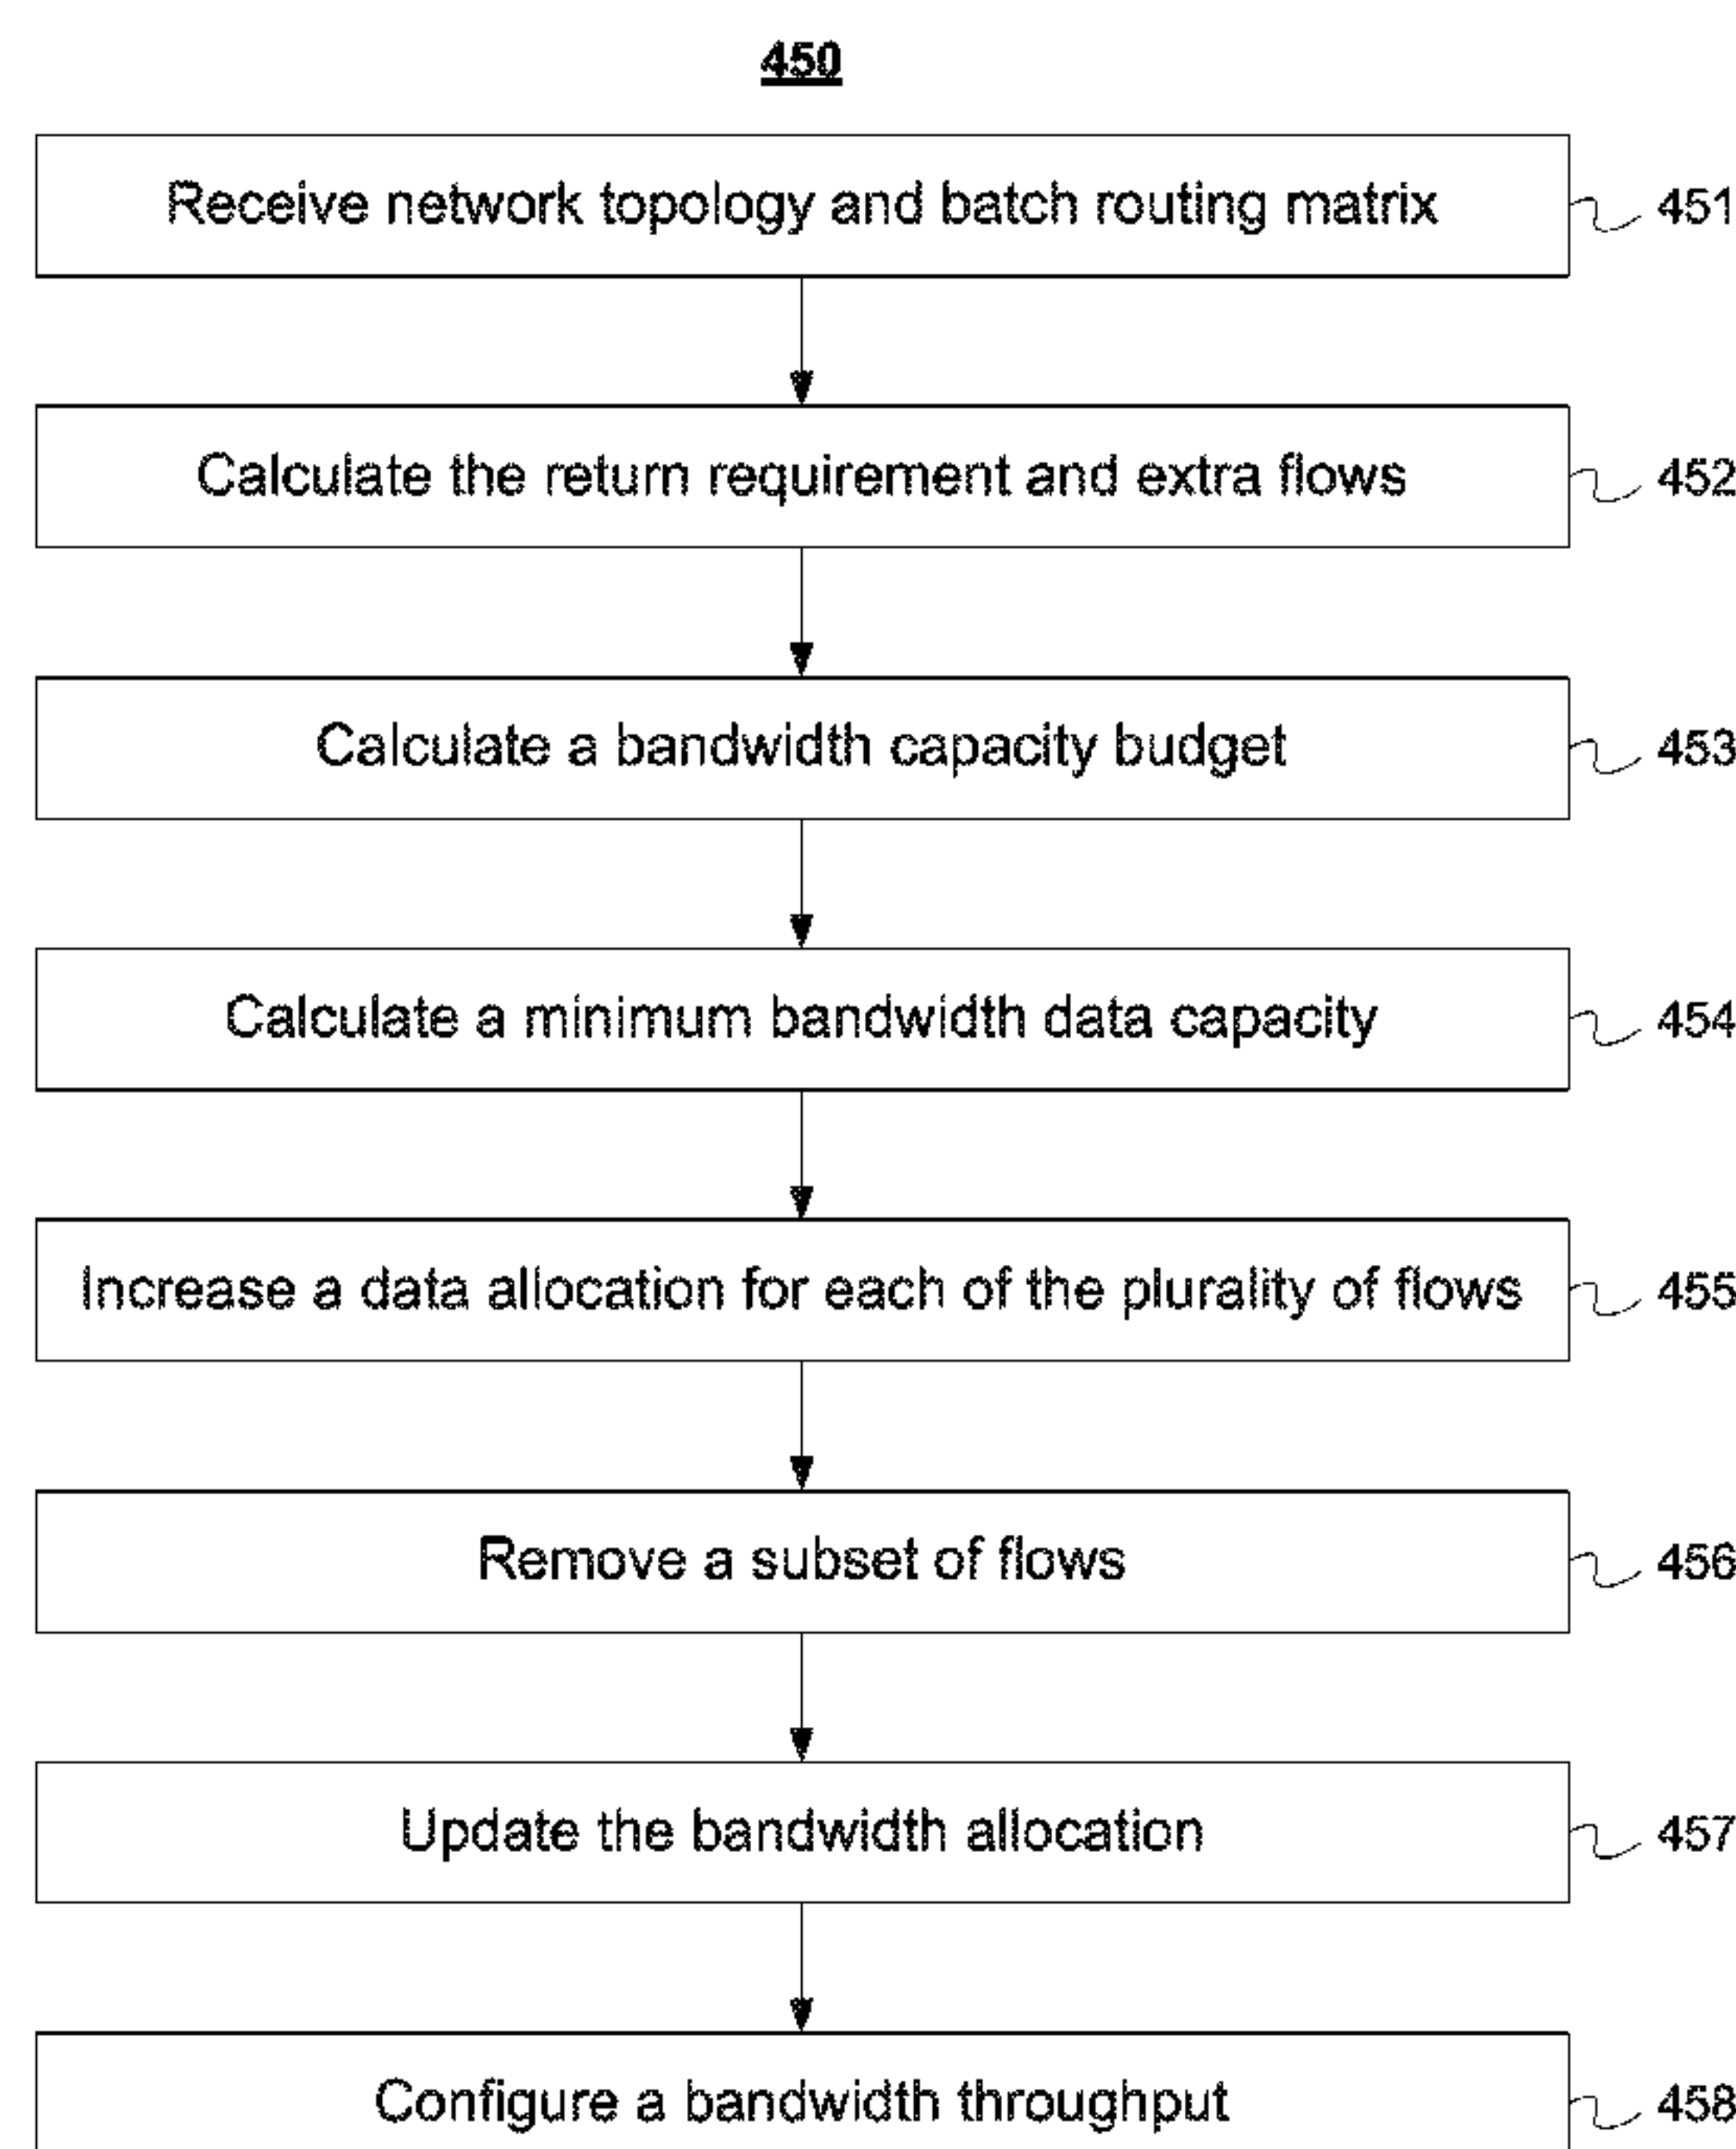 450
Receive network topology and batch routing matrix 451
Calculate the return requirement and extra flows 452
Calculate a bandwidth capacity budget 453
Calculate a minimum bandwidth data capacity 454
Increase a data allocation for each of the plurality of flows 455
Remove a subset of flows 456
Update the bandwidth allocation 457
Configure a bandwidth throughput 458